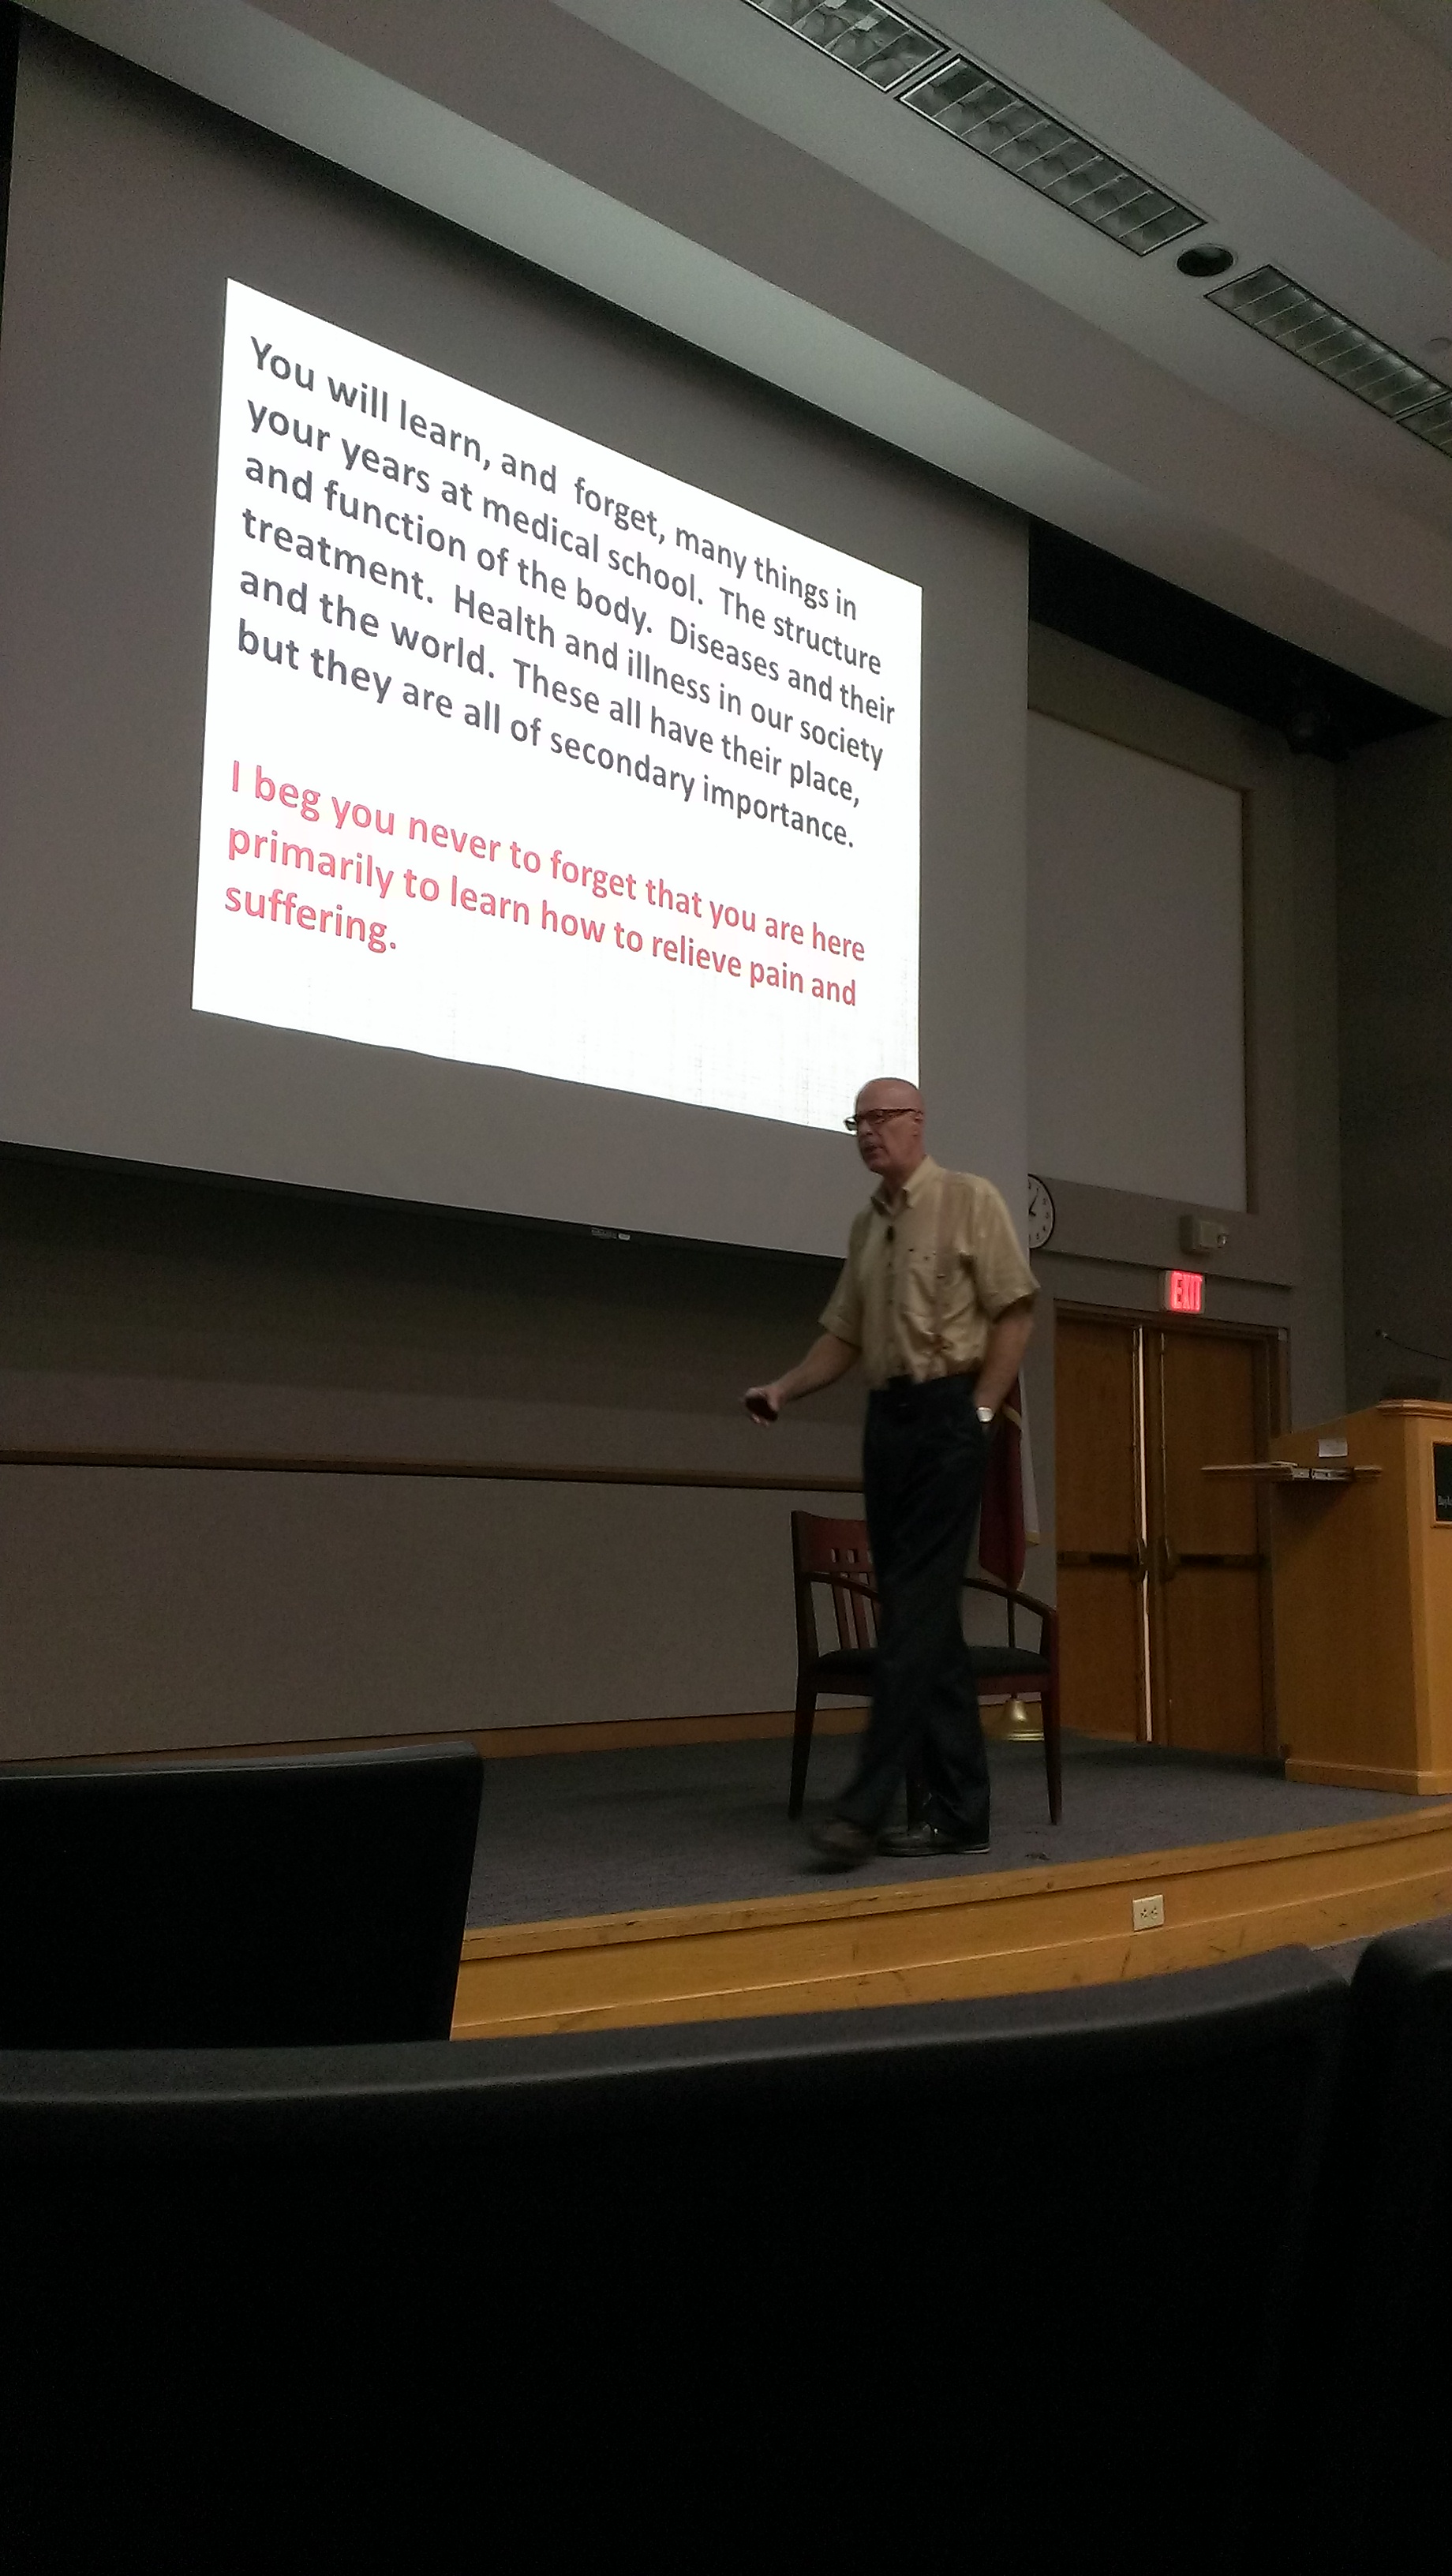 You will learn, and forget, many things in
your years at medical school. The structure
and function of the body. Diseases and their
treatment. Health and illness in our society
and the world. These all have their place,
but they are all of secondary importance.
I beg you never to forget that you are here
primarily to learn how to relieve pain and
suffering.
EXIT